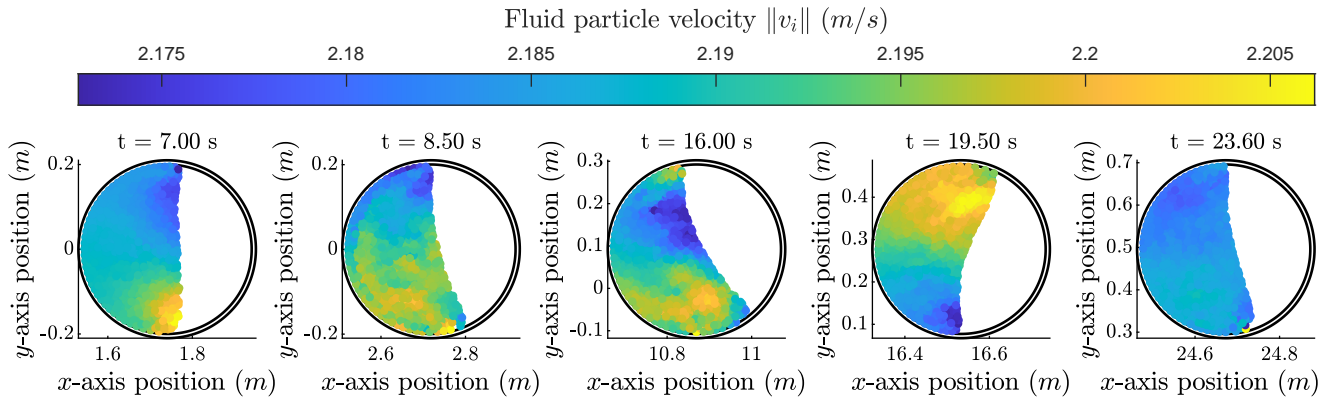 Fluid particle velocity ‖v_i‖ (m/s)
2.175 2.18 2.185 2.19 2.195 2.2 2.205
t = 7.00 s
y-axis position (m)
0.2
0
-0.2
1.6 1.8
x-axis position (m)
t = 8.50 s
y-axis position (m)
0.2
0
-0.2
2.6 2.8
x-axis position (m)
t = 16.00 s
y-axis position (m)
0.3
0.2
0.1
0
-0.1
10.8 11
x-axis position (m)
t = 19.50 s
y-axis position (m)
0.4
0.3
0.2
0.1
16.4 16.6
x-axis position (m)
t = 23.60 s
y-axis position (m)
0.7
0.6
0.5
0.4
0.3
24.6 24.8
x-axis position (m)